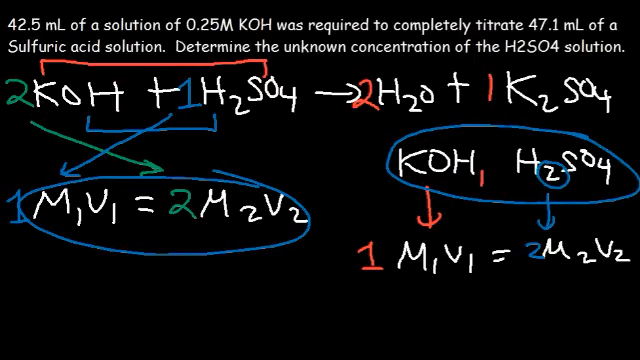 42.5 mL of a solution of 0.25M KOH was required to completely titrate 47.1 mL of a
Sulfuric acid solution. Determine the unknown concentration of the H2SO4 solution.
2KOH + 1H₂SO₄ → 2H₂O + 1K₂SO₄
KOH₁ H₂SO₄
1M₁V₁ = 2M₂V₂
1 M₁V₁ = 2M₂V₂